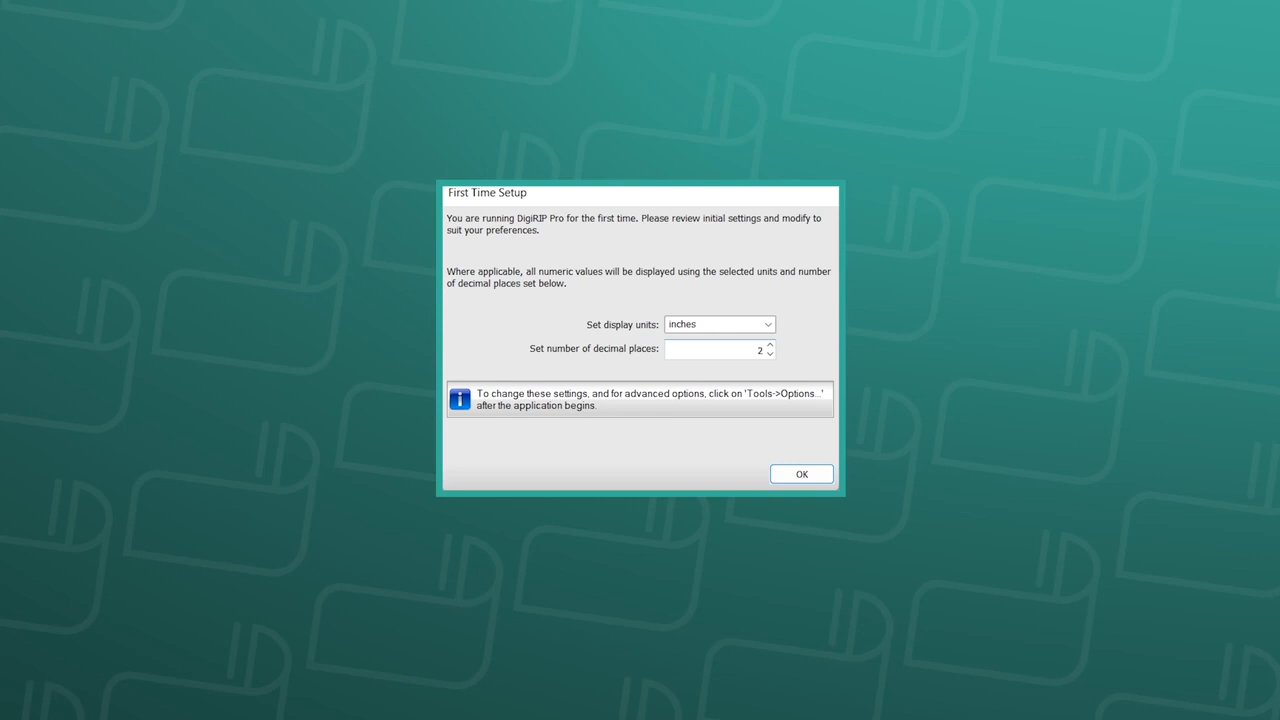 First Time Setup
You are running DigiRIP Pro for the first time. Please review initial settings and modify to
suit your preferences.
Where applicable, all numeric values will be displayed using the selected units and number
of decimal places set below.
Set display units: inches
Set number of decimal places: 2
To change these settings, and for advanced options, click on 'Tools->Options...'
after the application begins.
OK